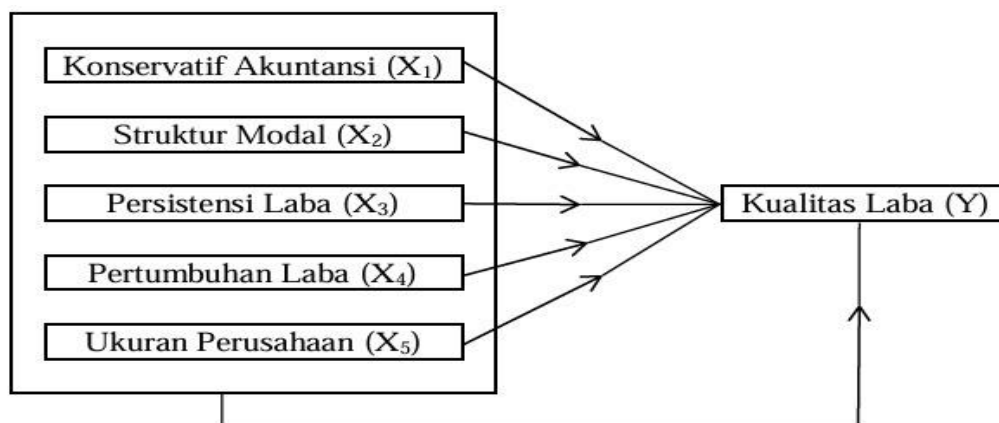 Konservatif Akuntansi (X₁)
Struktur Modal (X₂)
Persistensi Laba (X₃)
Kualitas Laba (Y)
Pertumbuhan Laba (X₄)
Ukuran Perusahaan (X₅)